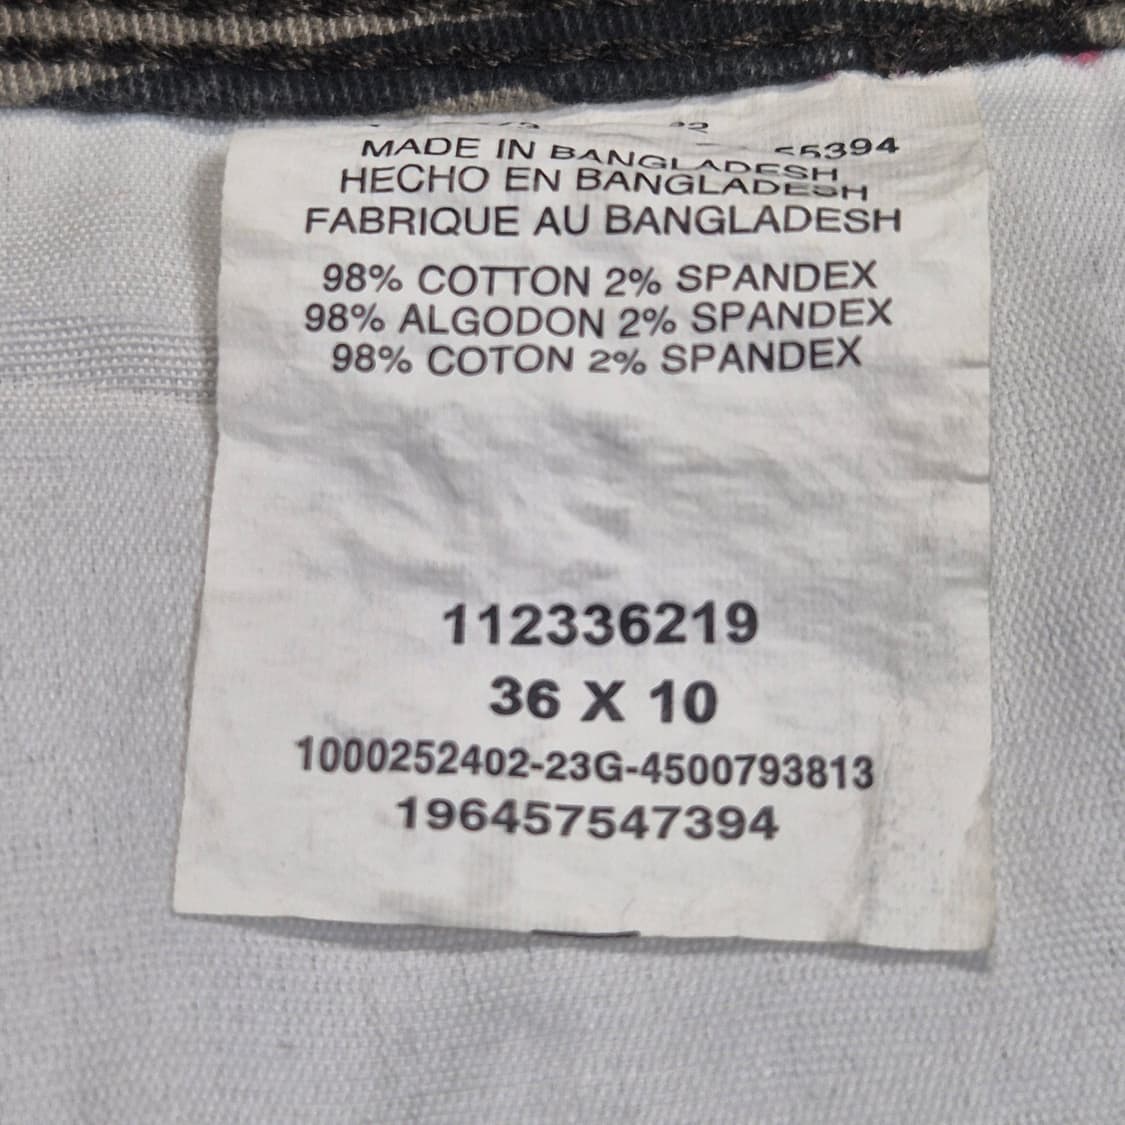 MADE IN BANGLADESH
HECHO EN BANGLADESH
FABRIQUE AU BANGLADESH
98% COTTON 2% SPANDEX
98% ALGODON 2% SPANDEX
98% COTON 2% SPANDEX
112336219
36 X 10
1000252402-23G-4500793813
196457547394